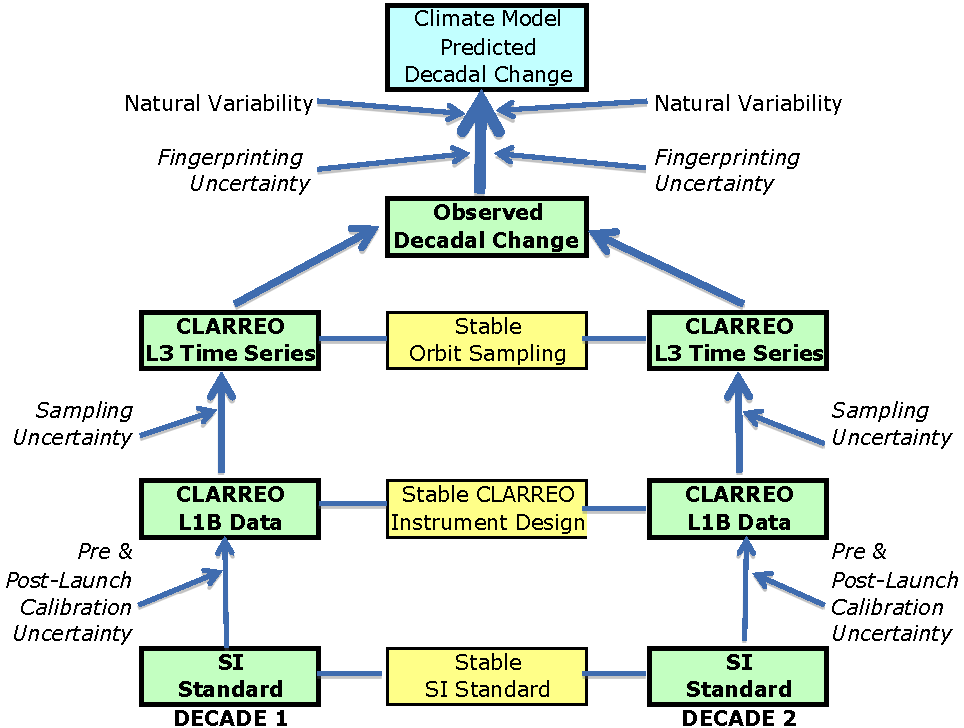 Climate Model
Predicted
Decadal Change
Natural Variability
Natural Variability
Fingerprinting
Uncertainty
Fingerprinting
Uncertainty
Observed
Decadal Change
CLARREO
L3 Time Series
Stable
Orbit Sampling
CLARREO
L3 Time Series
Sampling
Uncertainty
Sampling
Uncertainty
CLARREO
L1B Data
Stable CLARREO
Instrument Design
CLARREO
L1B Data
Pre &
Post-Launch
Calibration
Uncertainty
Pre &
Post-Launch
Calibration
Uncertainty
SI
Standard
Stable
SI Standard
SI
Standard
DECADE 1
DECADE 2